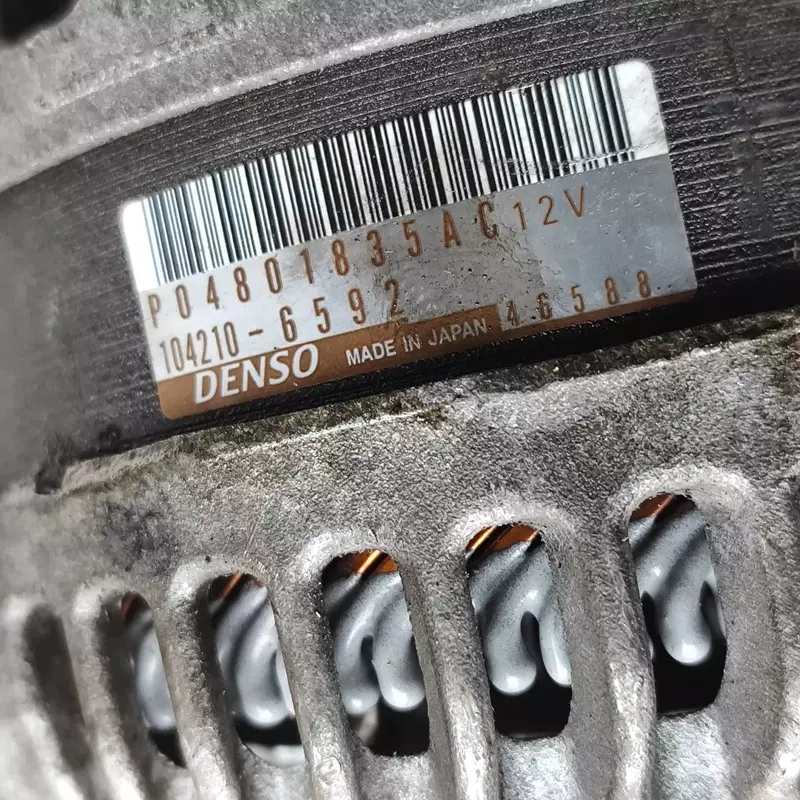 P04801835AC 12V
104210-6592
DENSO MADE IN JAPAN 46588